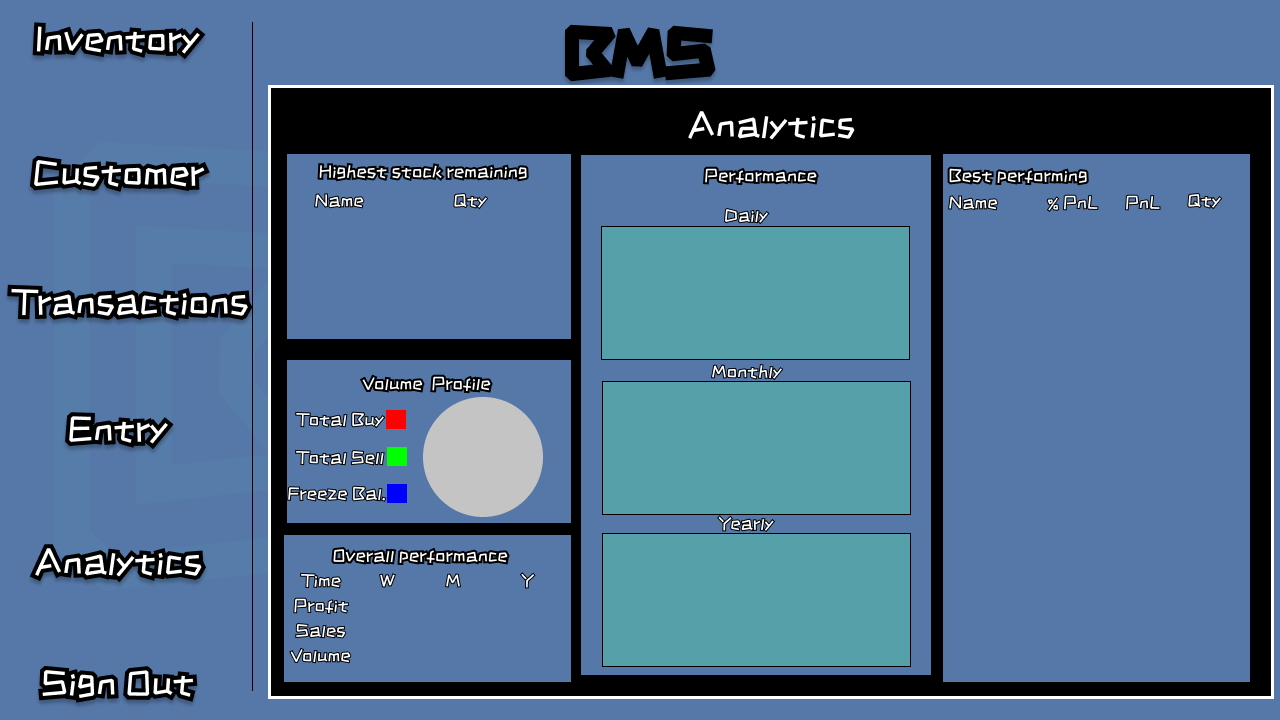 Inventory
Customer
Transactions
Entry
Analytics
Sign Out
BMS
Analytics
Highest stock remaining
Name Qty
Volume Profile
Total Buy
Total Sell
Freeze Bal.
Overall performance
Time W M Y
Profit
Sales
Volume
Performance
Daily
Monthly
Yearly
Best performing
Name % PnL PnL Qty